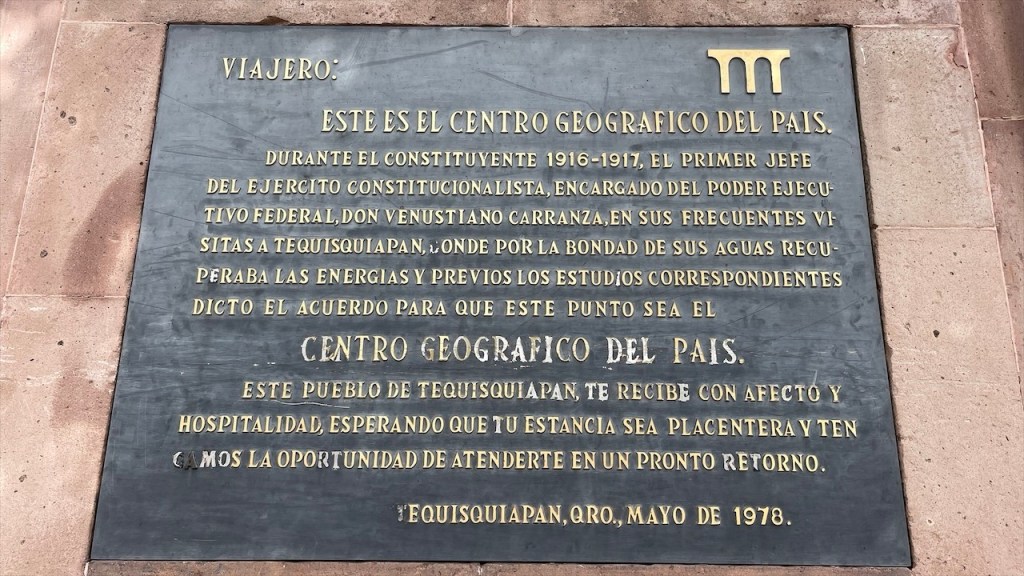 VIAJERO:
ESTE ES EL CENTRO GEOGRAFICO DEL PAIS.
DURANTE EL CONSTITUYENTE 1916-1917, EL PRIMER JEFE
DEL EJERCITO CONSTITUCIONALISTA, ENCARGADO DEL PODER EJECU-
TIVO FEDERAL, DON VENUSTIANO CARRANZA, EN SUS FRECUENTES VI-
SITAS A TEQUISQUIAPAN, DONDE POR LA BONDAD DE SUS AGUAS RECU-
PERABA LAS ENERGIAS Y PREVIOS LOS ESTUDIOS CORRESPONDIENTES
DICTO EL ACUERDO PARA QUE ESTE PUNTO SEA EL
CENTRO GEOGRAFICO DEL PAIS.
ESTE PUEBLO DE TEQUISQUIAPAN, TE RECIBE CON AFECTO Y
HOSPITALIDAD, ESPERANDO QUE TU ESTANCIA SEA PLACENTERA Y TEN
GAMOS LA OPORTUNIDAD DE ATENDERTE EN UN PRONTO RETORNO.
TEQUISQUIAPAN, QRO., MAYO DE 1978.